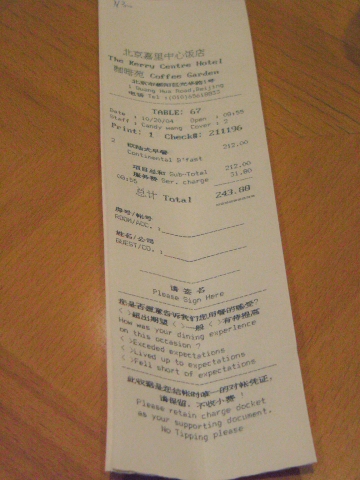 北京嘉里中心饭店
The Kerry Centre Hotel
咖啡苑 Coffee Garden
北京市朝阳区光华路1号
1 Guang Hua Road,Beijing
电话 Tel :(010)65618833
TABLE: 67
Date : 10/20/04 Open : 08:56
Staff : Candy wang Cover : 2
Print: 1 Check#: 211196
2 欧陆式早餐 212.00
Continental B'fast
项目总和 Sub-Total 212.00
服务费 Ser. charge 31.80
08:56
总计 Total 243.80
房号/帐号
ROOM/ACC. :
姓名/公司
GUEST/CO. :
请 签 名
Please Sign Here
您是否愿意告诉我们您用餐的感受?
( )超出期望 ( )一般 ( )有待提高
How was your dining experience
on this occasion ?
( )Exceded expectations
( )Lived up to expectations
( )Fell short of expectations
此收据是您结帐时唯一的对帐凭证,
请保留, 不收小费 !
Please retain charge docket
as your supporting document.
No Tipping please